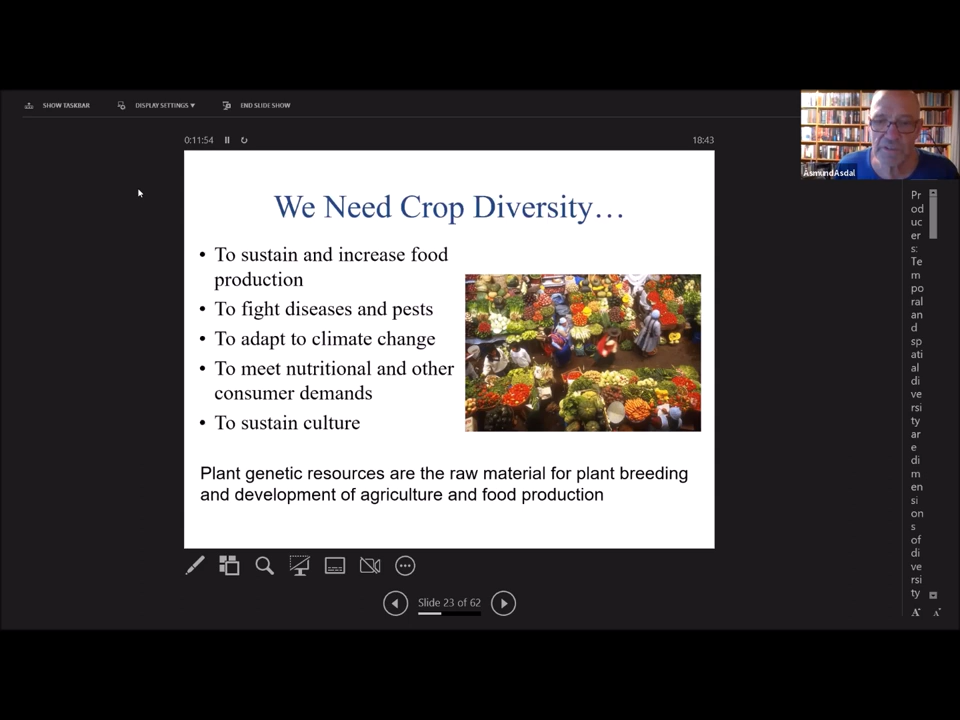 SHOW TASKBAR
DISPLAY SETTINGS ▼
END SLIDE SHOW
0:11:54
18:43
ÅsmundAsdal
We Need Crop Diversity…
• To sustain and increase food
production
• To fight diseases and pests
• To adapt to climate change
• To meet nutritional and other
consumer demands
• To sustain culture
Plant genetic resources are the raw material for plant breeding
and development of agriculture and food production
Slide 23 of 62
Pr
od
uc
er
s:
Te
m
po
ral
an
d
sp
ati
al
di
ve
rsi
ty
ar
e
di
m
en
si
on
s
of
di
ve
rsi
ty
A
A